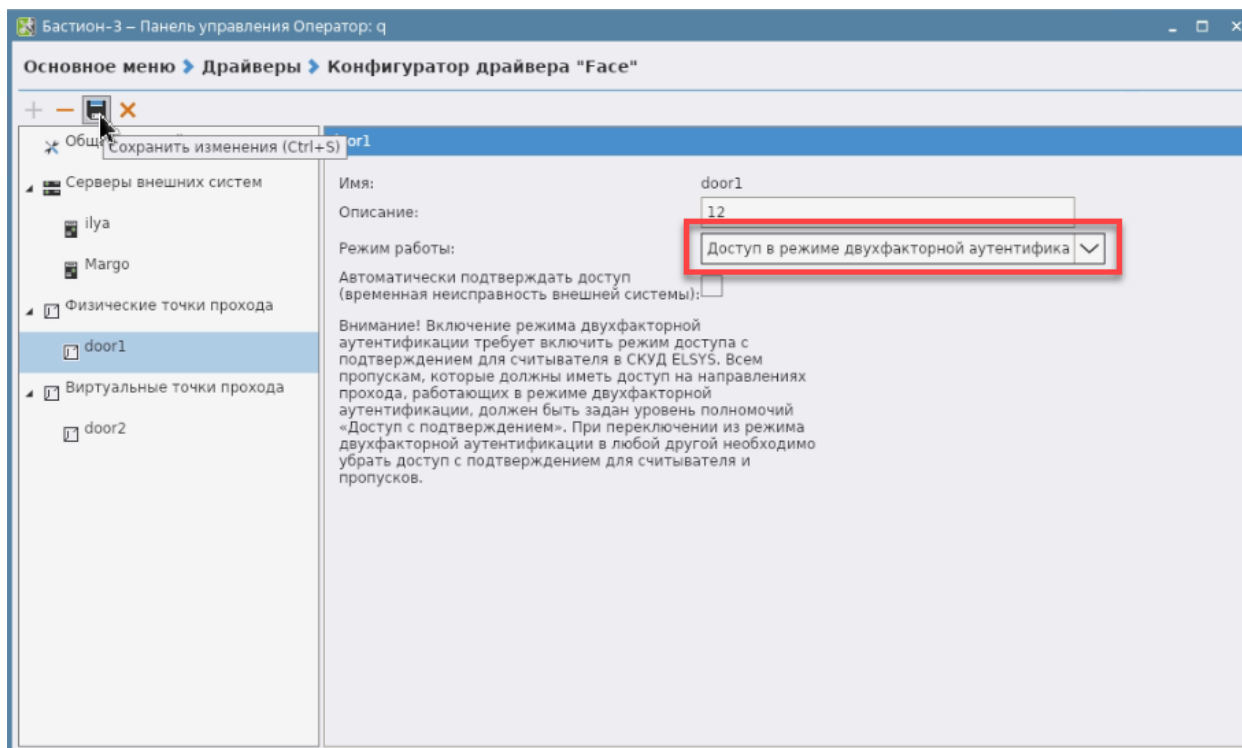 Бастион-3 – Панель управления Оператор: q
Основное меню Драйверы Конфигуратор драйвера "Face"
Сохранить изменения (Ctrl+S)
Общ
or1
Серверы внешних систем
ilya
Margo
Физические точки прохода
door1
Виртуальные точки прохода
door2
Имя: door1
Описание: 12
Режим работы: Доступ в режиме двухфакторной аутентифика
Автоматически подтверждать доступ
(временная неисправность внешней системы):
Внимание! Включение режима двухфакторной
аутентификации требует включить режим доступа с
подтверждением для считывателя в СКУД ELSYS. Всем
пропускам, которые должны иметь доступ на направлениях
прохода, работающих в режиме двухфакторной
аутентификации, должен быть задан уровень полномочий
«Доступ с подтверждением». При переключении из режима
двухфакторной аутентификации в любой другой необходимо
убрать доступ с подтверждением для считывателя и
пропусков.